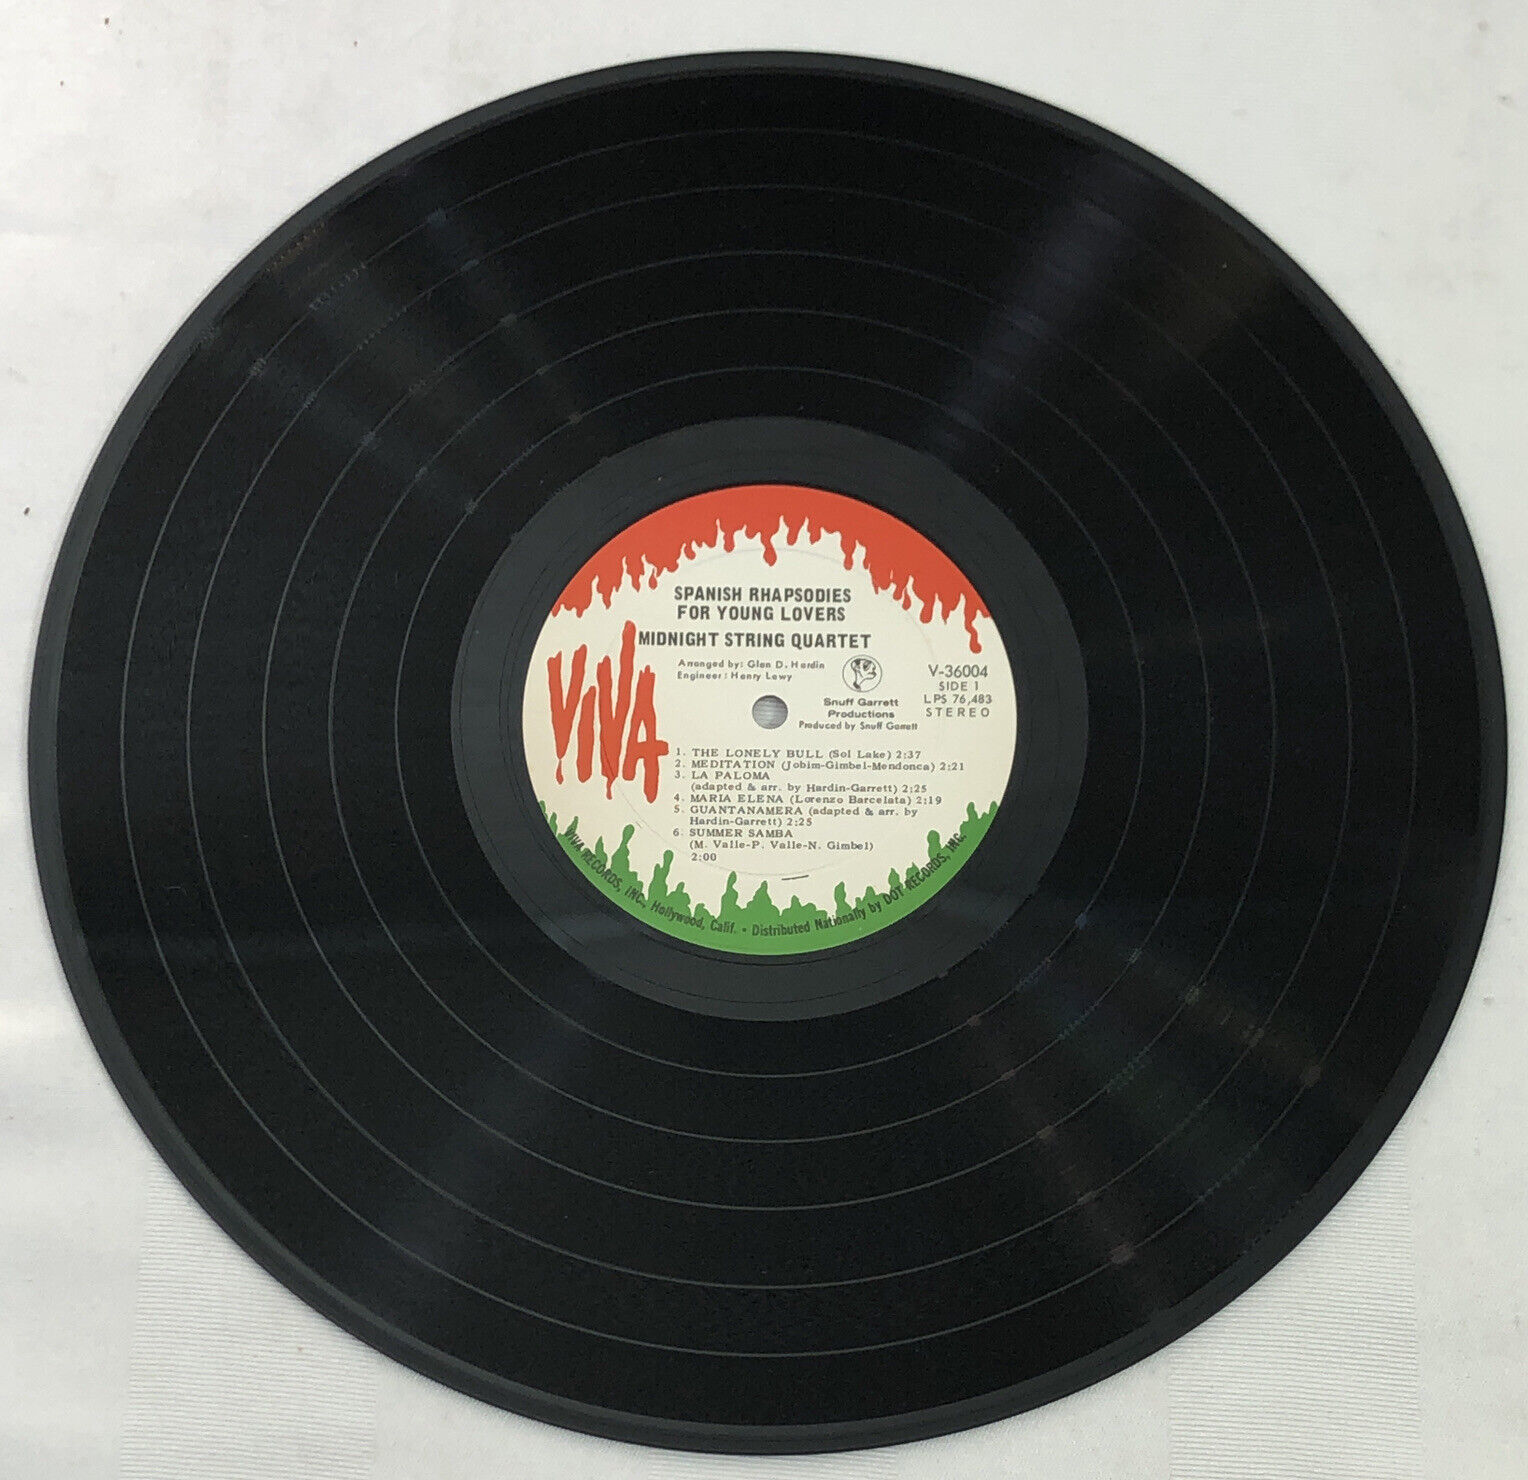 SPANISH RHAPSODIES
FOR YOUNG LOVERS
MIDNIGHT STRING QUARTET
Arranged by: Glen D. Hardin
Engineer: Henry Lewy
VIVA
Snuff Garrett
Productions
Produced by Snuff Garrett
V-36004
SIDE 1
LPS 76,483
STEREO
1. THE LONELY BULL (Sol Lake) 2:37
2. MEDITATION (Jobim-Gimbel-Mendonca) 2:21
3. LA PALOMA
(adapted & arr. by Hardin-Garrett) 2:25
4. MARIA ELENA (Lorenzo Barcelata) 2:19
5. GUANTANAMERA (adapted & arr. by
Hardin-Garrett) 2:25
6. SUMMER SAMBA
(M. Valle-P. Valle-N. Gimbel)
2:00
VIVA RECORDS, INC., Hollywood, Calif. • Distributed Nationally by DOT RECORDS, INC.